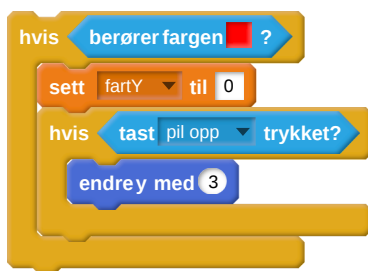 hvis berører fargen ?
sett fartY til 0
hvis tast pil opp trykket?
endre y med 3